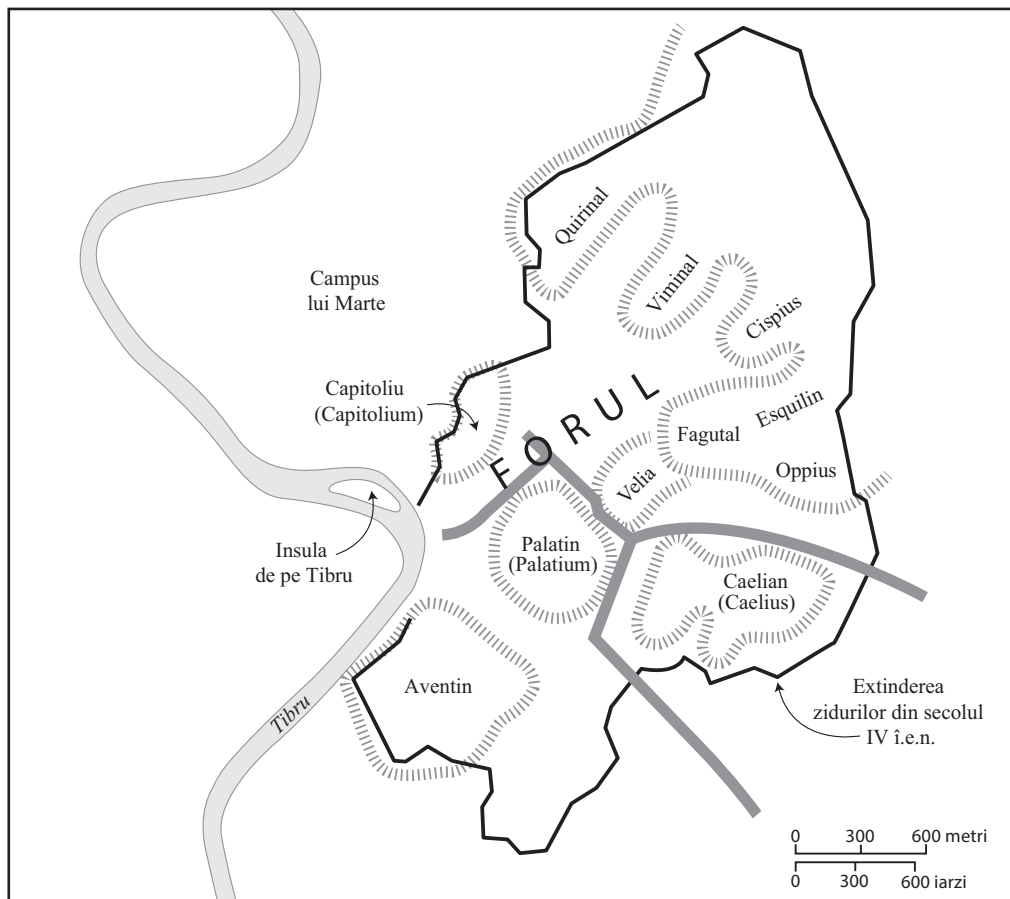 Quirinal
Viminal
Cispius
Campus
lui Marte
Capitoliu
(Capitolium)
FORUL
Esquilin
Fagutal
Oppius
Velia
Insula
de pe Tibru
Palatin
(Palatium)
Caelian
(Caelius)
Aventin
Tibru
Extinderea
zidurilor din secolul
IV î.e.n.
0 300 600 metri
0 300 600 iarzi